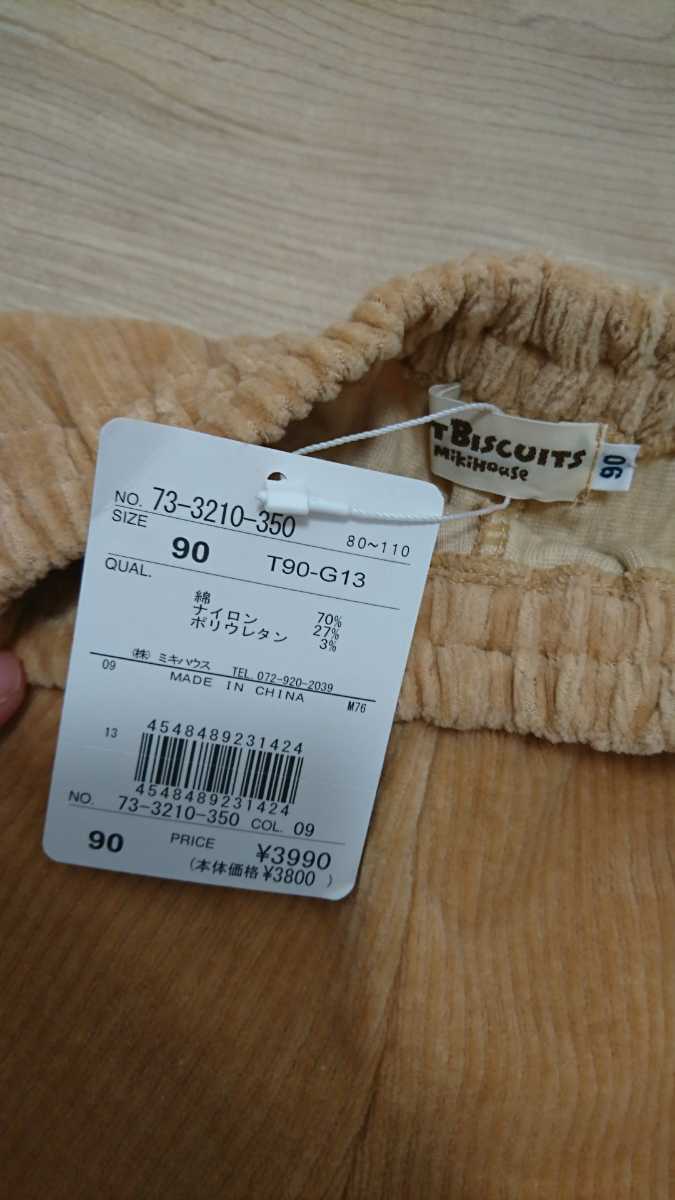 T BISCUITS
MikiHouse
90
NO. 73-3210-350
SIZE 90 T90-G13 80~110
QUAL.
綿 70%
ナイロン 27%
ポリウレタン 3%
(株) ミキハウス TEL.072-920-2039
09 MADE IN CHINA M76
13 4548489231424
4548489231424
NO. 73-3210-350 COL. 09
90 PRICE ¥3990
(本体価格¥3800 )